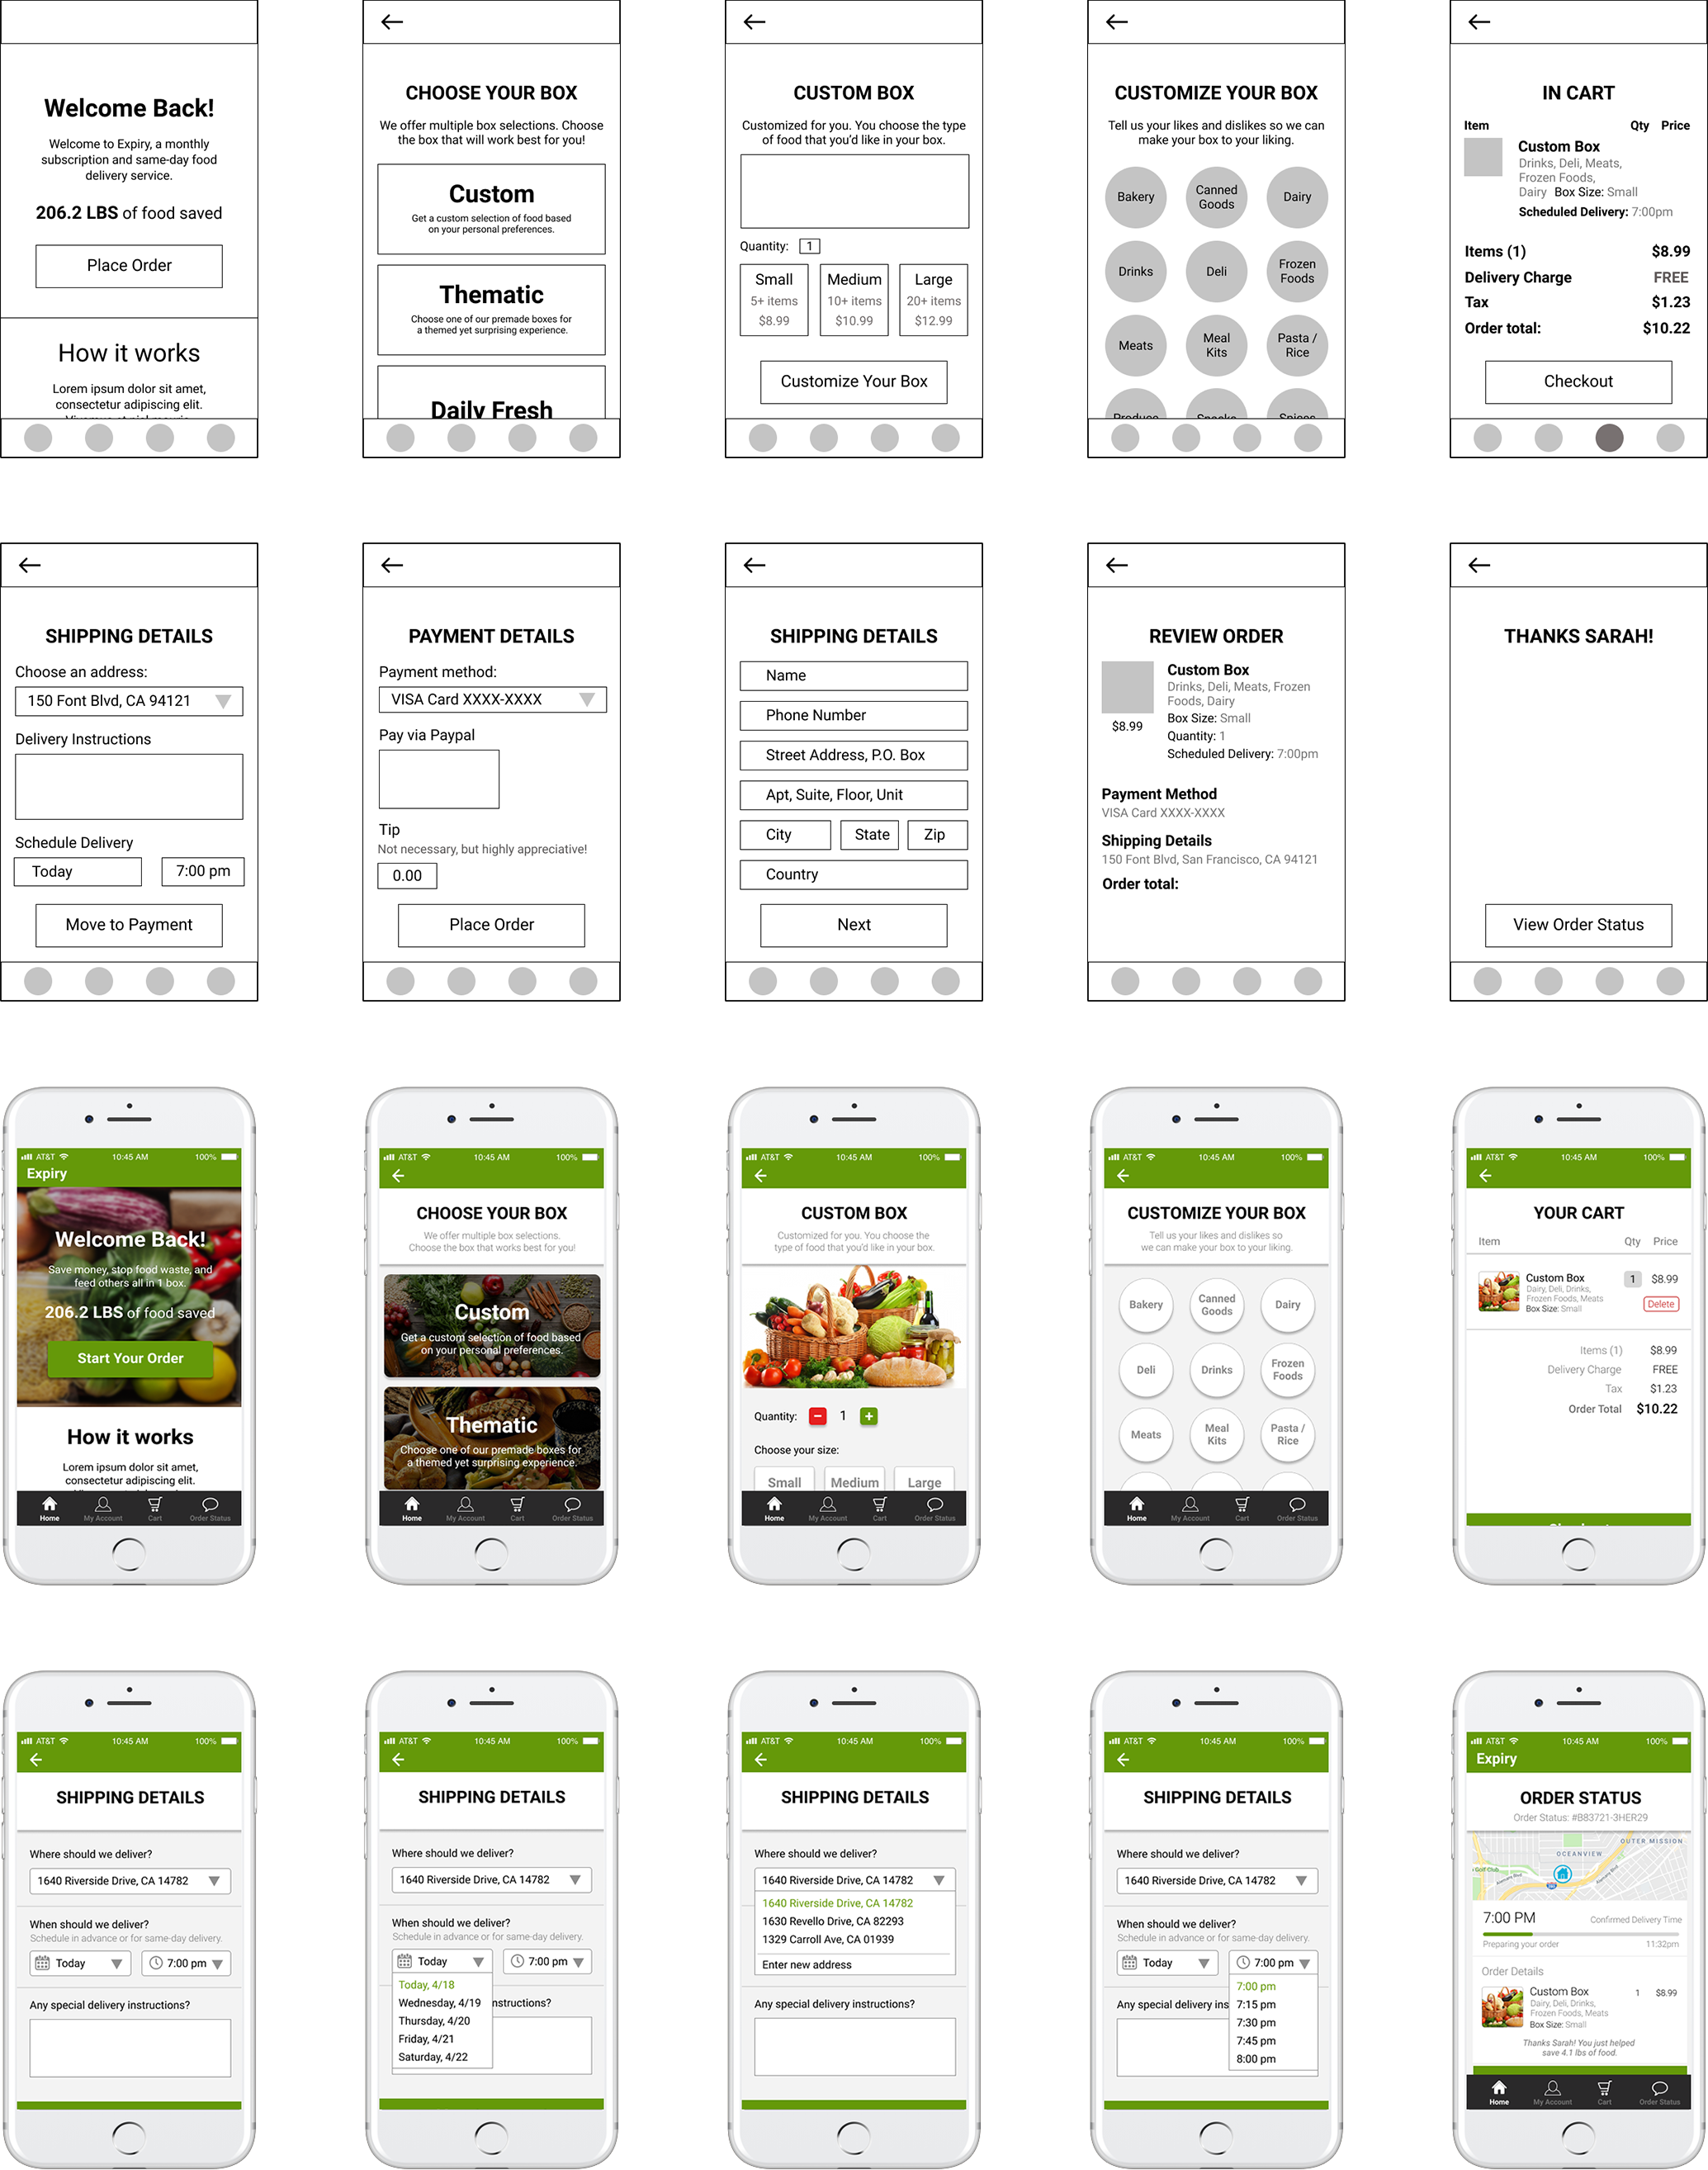 Welcome Back!
Welcome to Expiry, a monthly
subscription and same-day food
delivery service.
206.2 LBS of food saved
Place Order
How it works
Lorem ipsum dolor sit amet,
consectetur adipiscing elit.
CHOOSE YOUR BOX
We offer multiple box selections. Choose
the box that will work best for you!
Custom
Get a custom selection of food based
on your personal preferences.
Thematic
Choose one of our premade boxes for
a themed yet surprising experience.
Daily Fresh
CUSTOM BOX
Customized for you. You choose the type
of food that you'd like in your box.
Quantity: 1
Small Medium Large
5+ items 10+ items 20+ items
$8.99 $10.99 $12.99
Customize Your Box
CUSTOMIZE YOUR BOX
Tell us your likes and dislikes so we can
make your box to your liking.
Bakery Canned Goods Dairy
Drinks Deli Frozen Foods
Meats Meal Kits Pasta / Rice
Produce Snacks Spices
IN CART
Item Qty Price
Custom Box
Drinks, Deli, Meats,
Frozen Foods,
Dairy Box Size: Small
Scheduled Delivery: 7:00pm
Items (1) $8.99
Delivery Charge FREE
Tax $1.23
Order total: $10.22
Checkout
SHIPPING DETAILS
Choose an address:
150 Font Blvd, CA 94121
Delivery Instructions
Schedule Delivery
Today 7:00 pm
Move to Payment
PAYMENT DETAILS
Payment method:
VISA Card XXXX-XXXX
Pay via Paypal
Tip
Not necessary, but highly appreciative!
0.00
Place Order
SHIPPING DETAILS
Name
Phone Number
Street Address, P.O. Box
Apt, Suite, Floor, Unit
City State Zip
Country
Next
REVIEW ORDER
Custom Box
Drinks, Deli, Meats, Frozen
Foods, Dairy
Box Size: Small
$8.99
Quantity: 1
Scheduled Delivery: 7:00pm
Payment Method
VISA Card XXXX-XXXX
Shipping Details
150 Font Blvd, San Francisco, CA 94121
Order total:
THANKS SARAH!
View Order Status
AT&T 10:45 AM 100%
Expiry
Welcome Back!
Save money, stop food waste, and
feed others all in 1 box.
206.2 LBS of food saved
Start Your Order
How it works
Lorem ipsum dolor sit amet,
consectetur adipiscing elit.
Home My Account Cart Order Status
AT&T 10:45 AM 100%
CHOOSE YOUR BOX
We offer multiple box selections.
Choose the box that works best for you!
Custom
Get a custom selection of food based
on your personal preferences.
Thematic
Choose one of our premade boxes for
a themed yet surprising experience.
Home My Account Cart Order Status
AT&T 10:45 AM 100%
CUSTOM BOX
Customized for you. You choose the
type of food that you'd like in your box.
Quantity: − 1 +
Choose your size:
Small Medium Large
Home My Account Cart Order Status
AT&T 10:45 AM 100%
CUSTOMIZE YOUR BOX
Tell us your likes and dislikes so
we can make your box to your liking.
Bakery Canned Goods Dairy
Deli Drinks Frozen Foods
Meats Meal Kits Pasta / Rice
Home My Account Cart Order Status
AT&T 10:45 AM 100%
YOUR CART
Item Qty Price
Custom Box 1 $8.99
Dairy, Deli, Drinks,
Frozen Foods, Meats
Box Size: Small
Delete
Items (1) $8.99
Delivery Charge FREE
Tax $1.23
Order Total $10.22
AT&T 10:45 AM 100%
SHIPPING DETAILS
Where should we deliver?
1640 Riverside Drive, CA 14782
When should we deliver?
Schedule in advance or for same-day delivery.
Today 7:00 pm
Any special delivery instructions?
AT&T 10:45 AM 100%
SHIPPING DETAILS
Where should we deliver?
1640 Riverside Drive, CA 14782
When should we deliver?
Schedule in advance or for same-day delivery.
Today 7:00 pm
Today, 4/18
Wednesday, 4/19 nstructions?
Thursday, 4/20
Friday, 4/21
Saturday, 4/22
AT&T 10:45 AM 100%
SHIPPING DETAILS
Where should we deliver?
1640 Riverside Drive, CA 14782
1640 Riverside Drive, CA 14782
1630 Revello Drive, CA 82293
1329 Carroll Ave, CA 01939
Enter new address
Any special delivery instructions?
AT&T 10:45 AM 100%
SHIPPING DETAILS
Where should we deliver?
1640 Riverside Drive, CA 14782
When should we deliver?
Schedule in advance or for same-day delivery.
Today 7:00 pm
7:00 pm
Any special delivery ins 7:15 pm
7:30 pm
7:45 pm
8:00 pm
AT&T 10:45 AM 100%
Expiry
ORDER STATUS
Order Status: #B83721-3HER29
OUTER MISSION
OCEANVIEW
Golf Club
Alemany Blvd
7:00 PM Confirmed Delivery Time
Preparing your order 11:32pm
Order Details
Custom Box 1 $8.99
Dairy, Deli, Drinks,
Frozen Foods, Meats
Box Size: Small
Thanks Sarah! You just helped
save 4.1 lbs of food.
Home My Account Cart Order Status